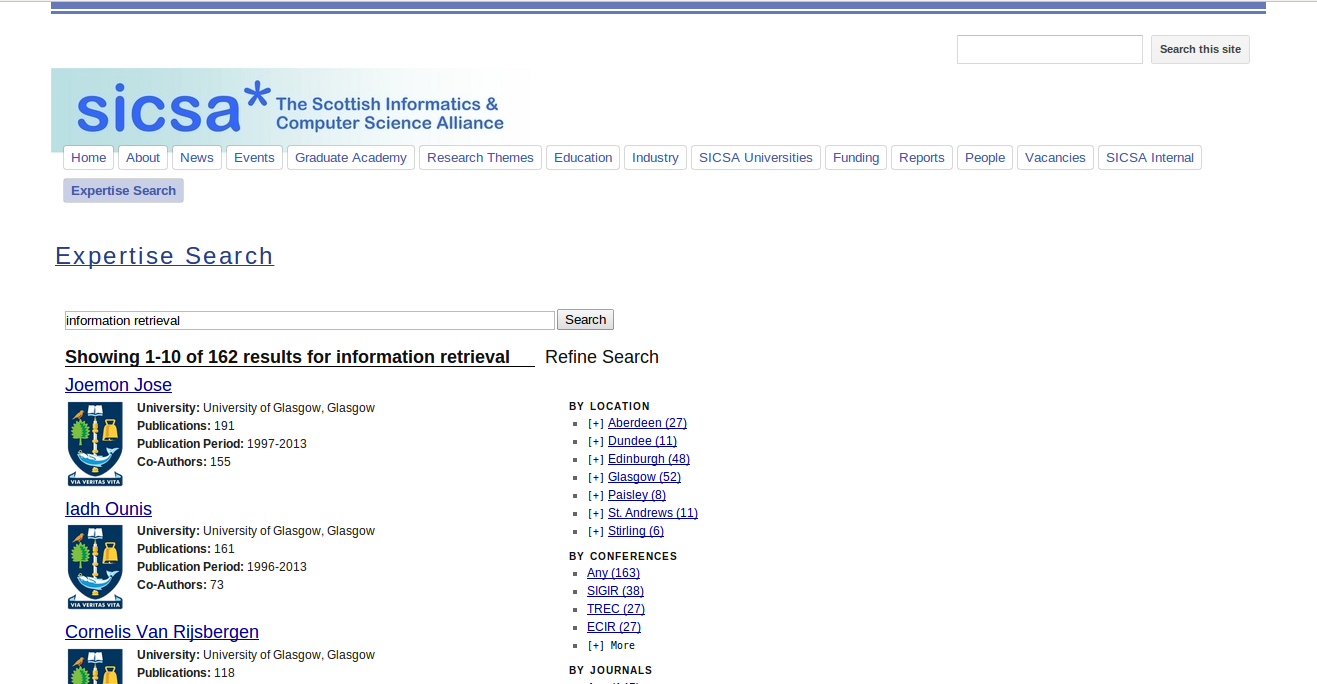 Search this site
sicsa* The Scottish Informatics &
Computer Science Alliance
Home About News Events Graduate Academy Research Themes Education Industry SICSA Universities Funding Reports People Vacancies SICSA Internal
Expertise Search
Expertise Search
information retrieval Search
Showing 1-10 of 162 results for information retrieval
Joemon Jose
University: University of Glasgow, Glasgow
Publications: 191
Publication Period: 1997-2013
Co-Authors: 155
VIA VERITAS VITA
Iadh Ounis
University: University of Glasgow, Glasgow
Publications: 161
Publication Period: 1996-2013
Co-Authors: 73
VIA VERITAS VITA
Cornelis Van Rijsbergen
University: University of Glasgow, Glasgow
Publications: 118
Refine Search
BY LOCATION
[+] Aberdeen (27)
[+] Dundee (11)
[+] Edinburgh (48)
[+] Glasgow (52)
[+] Paisley (8)
[+] St. Andrews (11)
[+] Stirling (6)
BY CONFERENCES
Any (163)
SIGIR (38)
TREC (27)
ECIR (27)
[+] More
BY JOURNALS